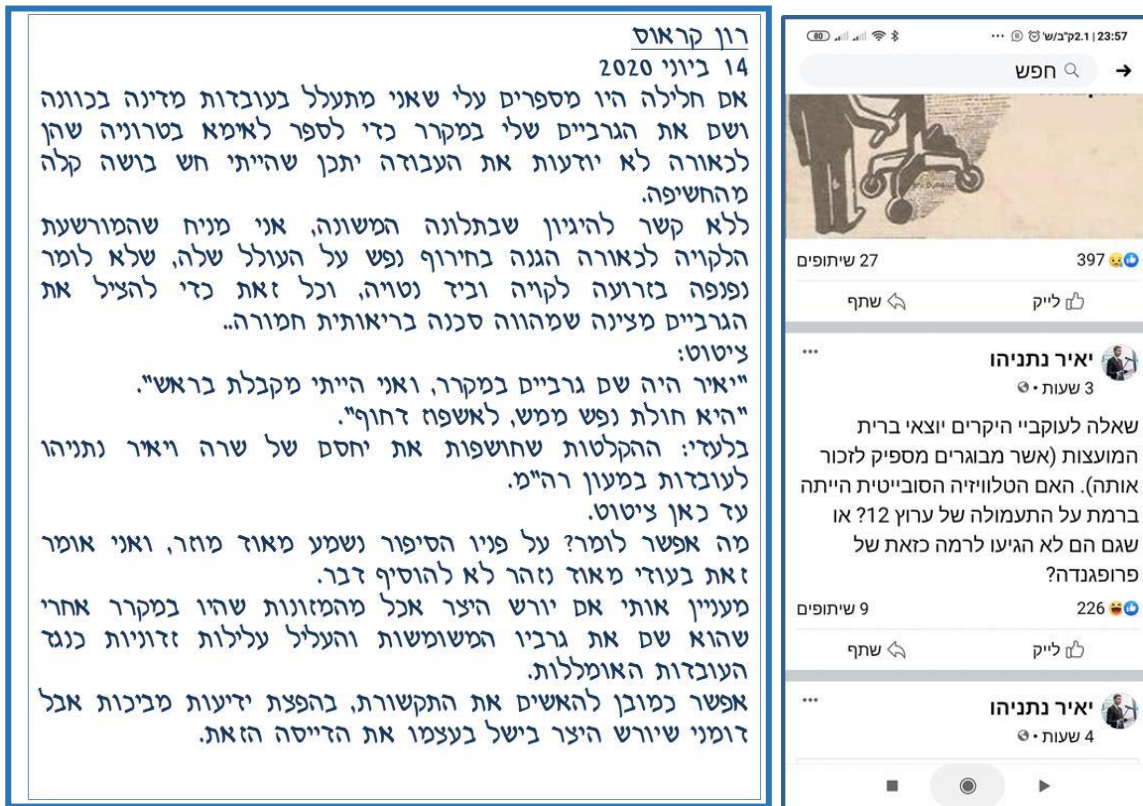 רון קראוס
14 ביוני 2020
אם חלילה היו מספרים עלי שאני מתעלל בעובדות מדינה בכוונה
ושם את הגרביים שלי במקרר כדי לספר לאימא בטרוניה שהן
לכאורה לא יודעות את העבודה יתכן שהייתי חש בושה קלה
מהחשיפה.
ללא קשר להיגיון שבתלונה המשונה, אני מניח שהמורשעת
הלקויה לכאורה הגנה בחירוף נפש על העולל שלה, שלא לומר
נפנפה בזרועה לקויה וביד נטויה, וכל זאת כדי להציל את
הגרביים מצינה שמהווה סכנה בריאותית חמורה..
ציטוט:
"יאיר היה שם גרביים במקרר, ואני הייתי מקבלת בראש".
"היא חולת נפש ממש, לאשפוז דחוף".
בלעדי: ההקלטות שחושפות את יחסם של שרה ויאיר נתניהו
לעובדות במעון רה"מ.
עד כאן ציטוט.
מה אפשר לומר? על פניו הסיפור נשמע מאוד מוזר, ואני אומר
זאת בעודי מאוד נזהר לא להוסיף דבר.
מעניין אותי אם יורש היצר אכל מהמזונות שהיו במקרר אחרי
שהוא שם את גרביו המשומשות והעליל עלילות זדוניות כנגד
העובדות האומללות.
אפשר כמובן להאשים את התקשורת, בהפצת ידיעות מביכות אבל
דומני שיורש היצר בישל בעצמו את הדייסה הזאת.
23:57 | 2.1ק"ב/ש'
80
חפש
397
27 שיתופים
לייק
שתף
יאיר נתניהו
3 שעות
שאלה לעוקביי היקרים יוצאי ברית
המועצות (אשר מבוגרים מספיק לזכור
אותה). האם הטלוויזיה הסובייטית הייתה
ברמת על התעמולה של ערוץ 12? או
שגם הם לא הגיעו לרמה כזאת של
פרופגנדה?
226
9 שיתופים
לייק
שתף
יאיר נתניהו
4 שעות